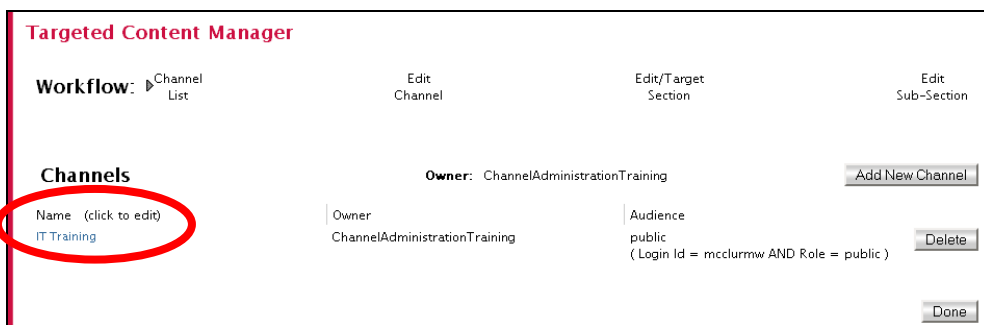 Targeted Content Manager
Workflow: Channel List Edit Channel Edit/Target Section Edit Sub-Section
Channels Owner: ChannelAdministrationTraining Add New Channel
Name (click to edit) Owner Audience
IT Training ChannelAdministrationTraining public Delete
( Login Id = mcclurmw AND Role = public )
Done